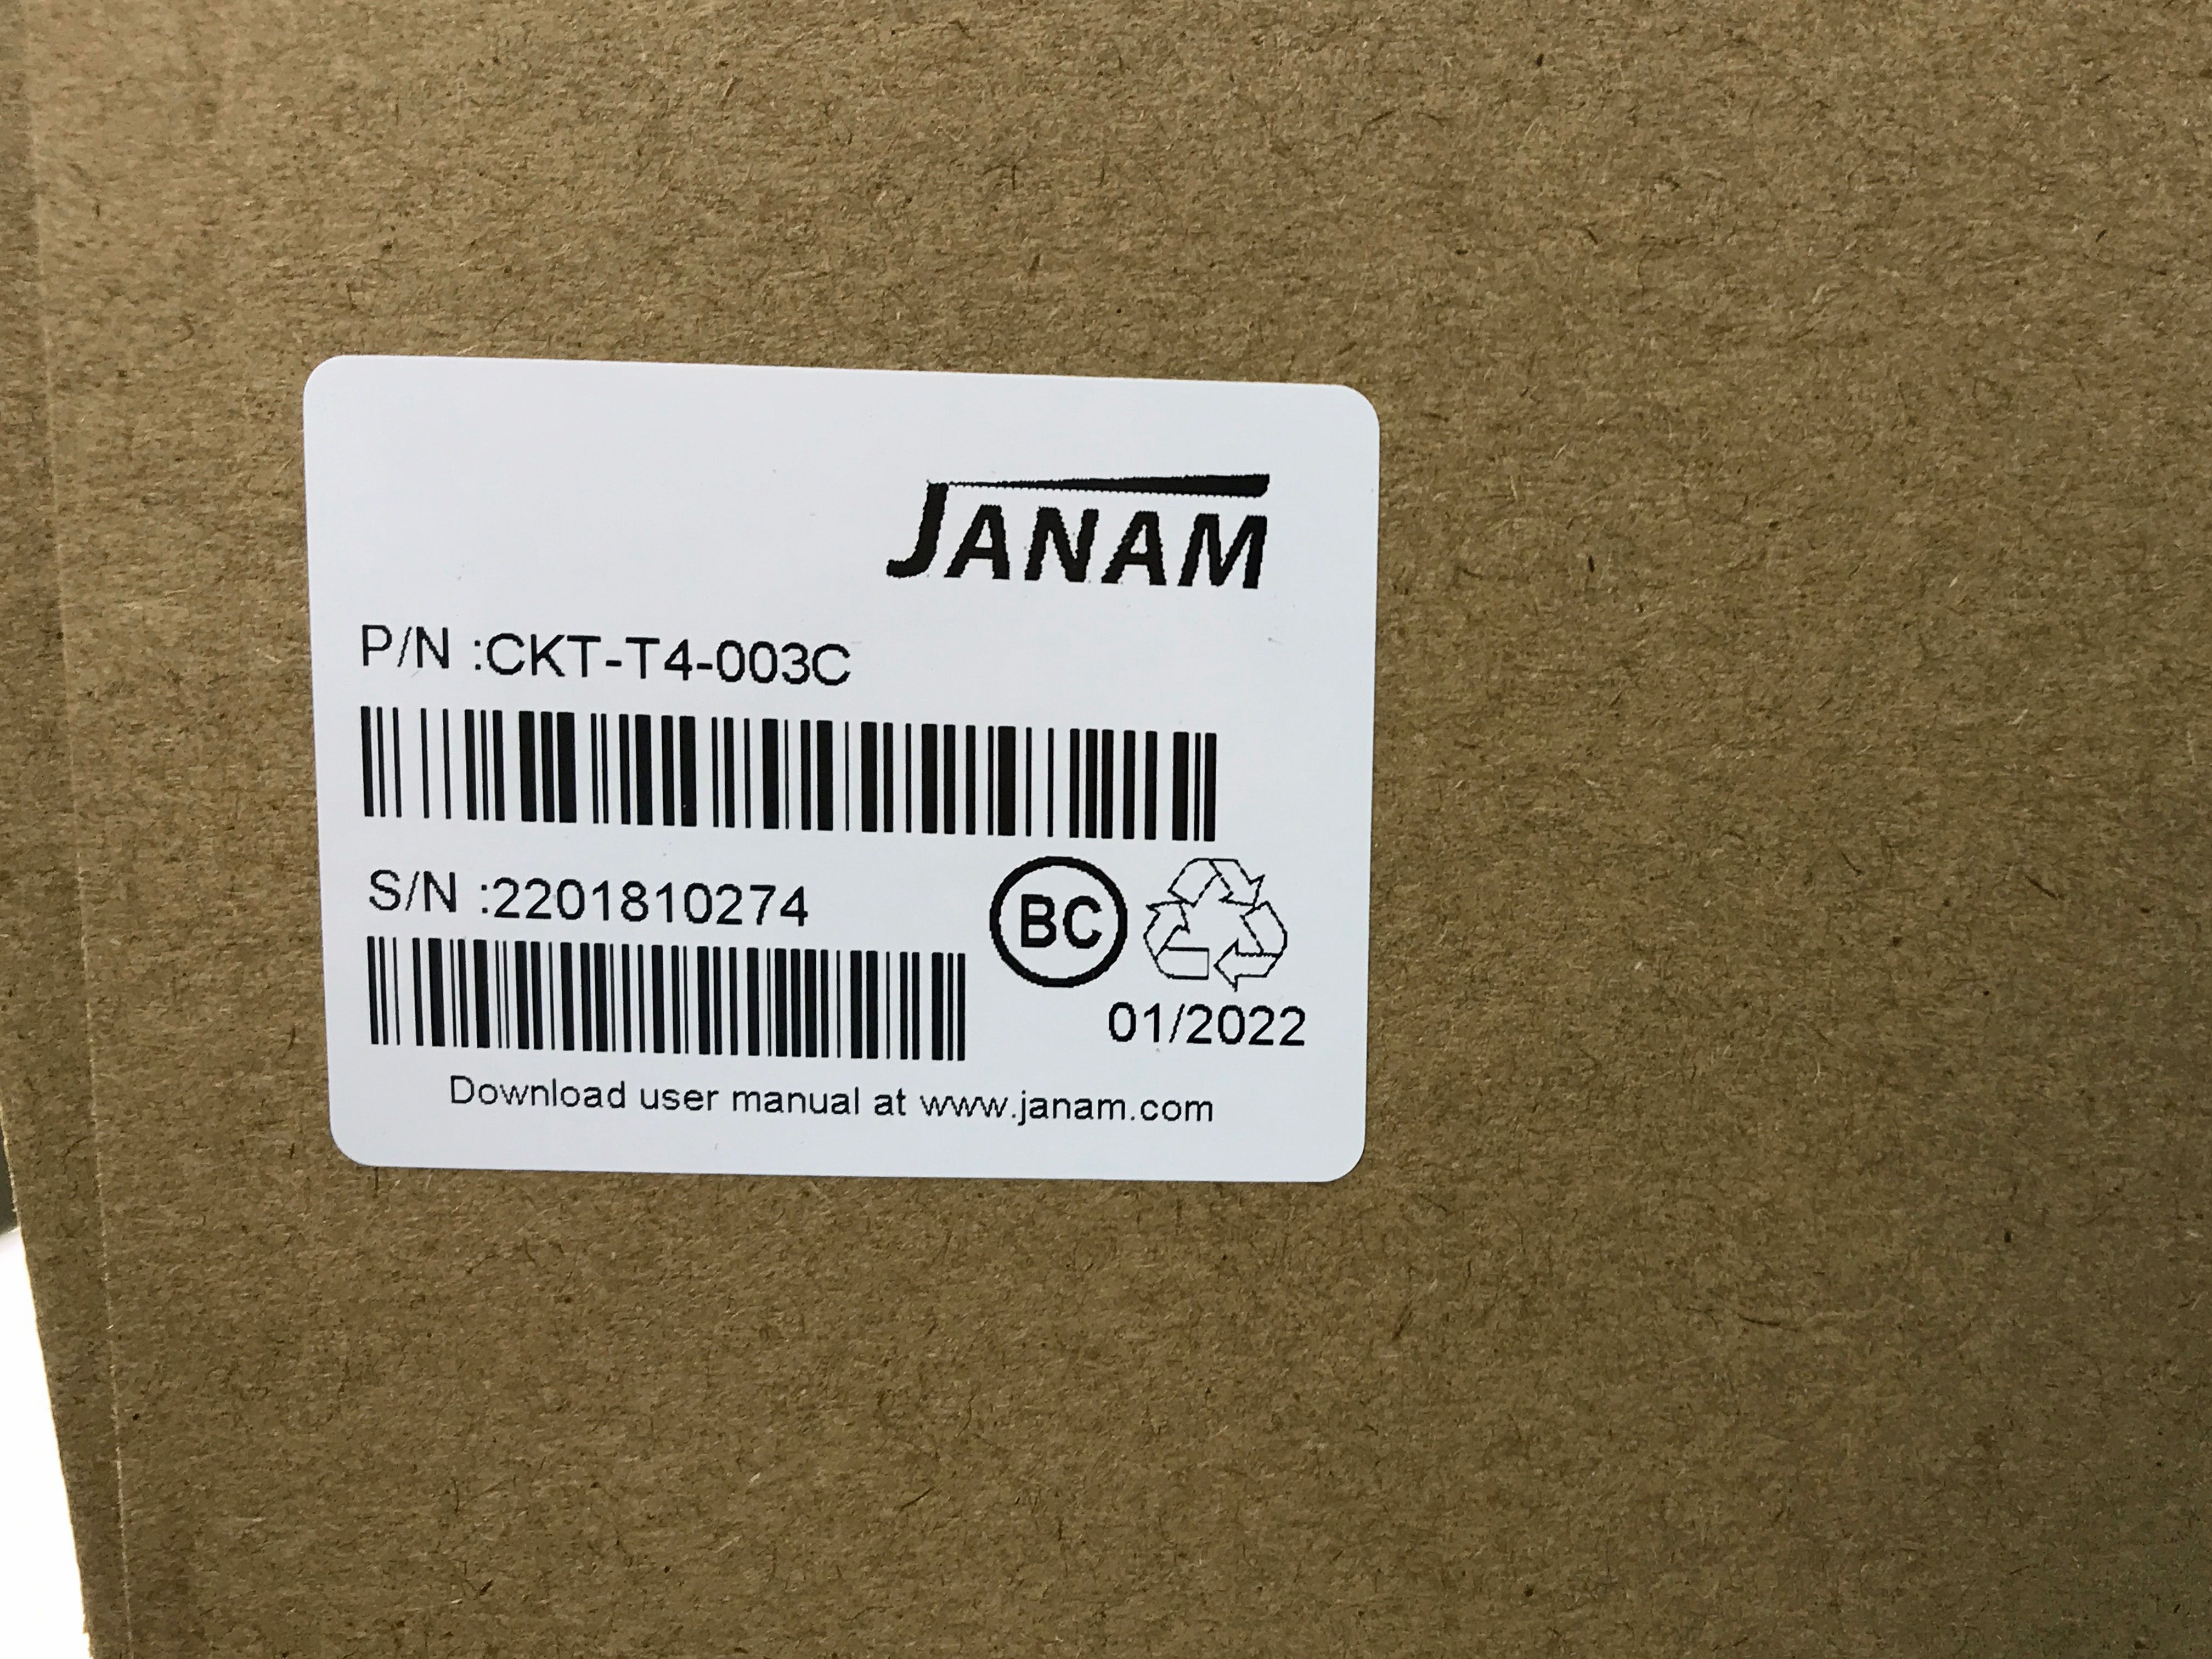 JANAM
P/N :CKT-T4-003C
S/N :2201810274
BC
01/2022
Download user manual at www.janam.com